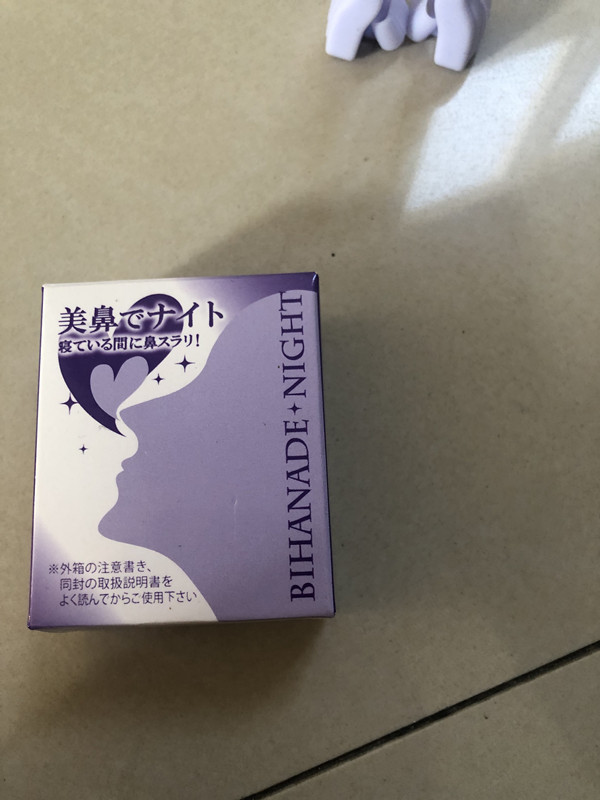 美鼻でナイト
寝ている間に鼻スラリ!
BIHANADE✦NIGHT
※外箱の注意書き、
同封の取扱説明書を
よく読んでからご使用下さい